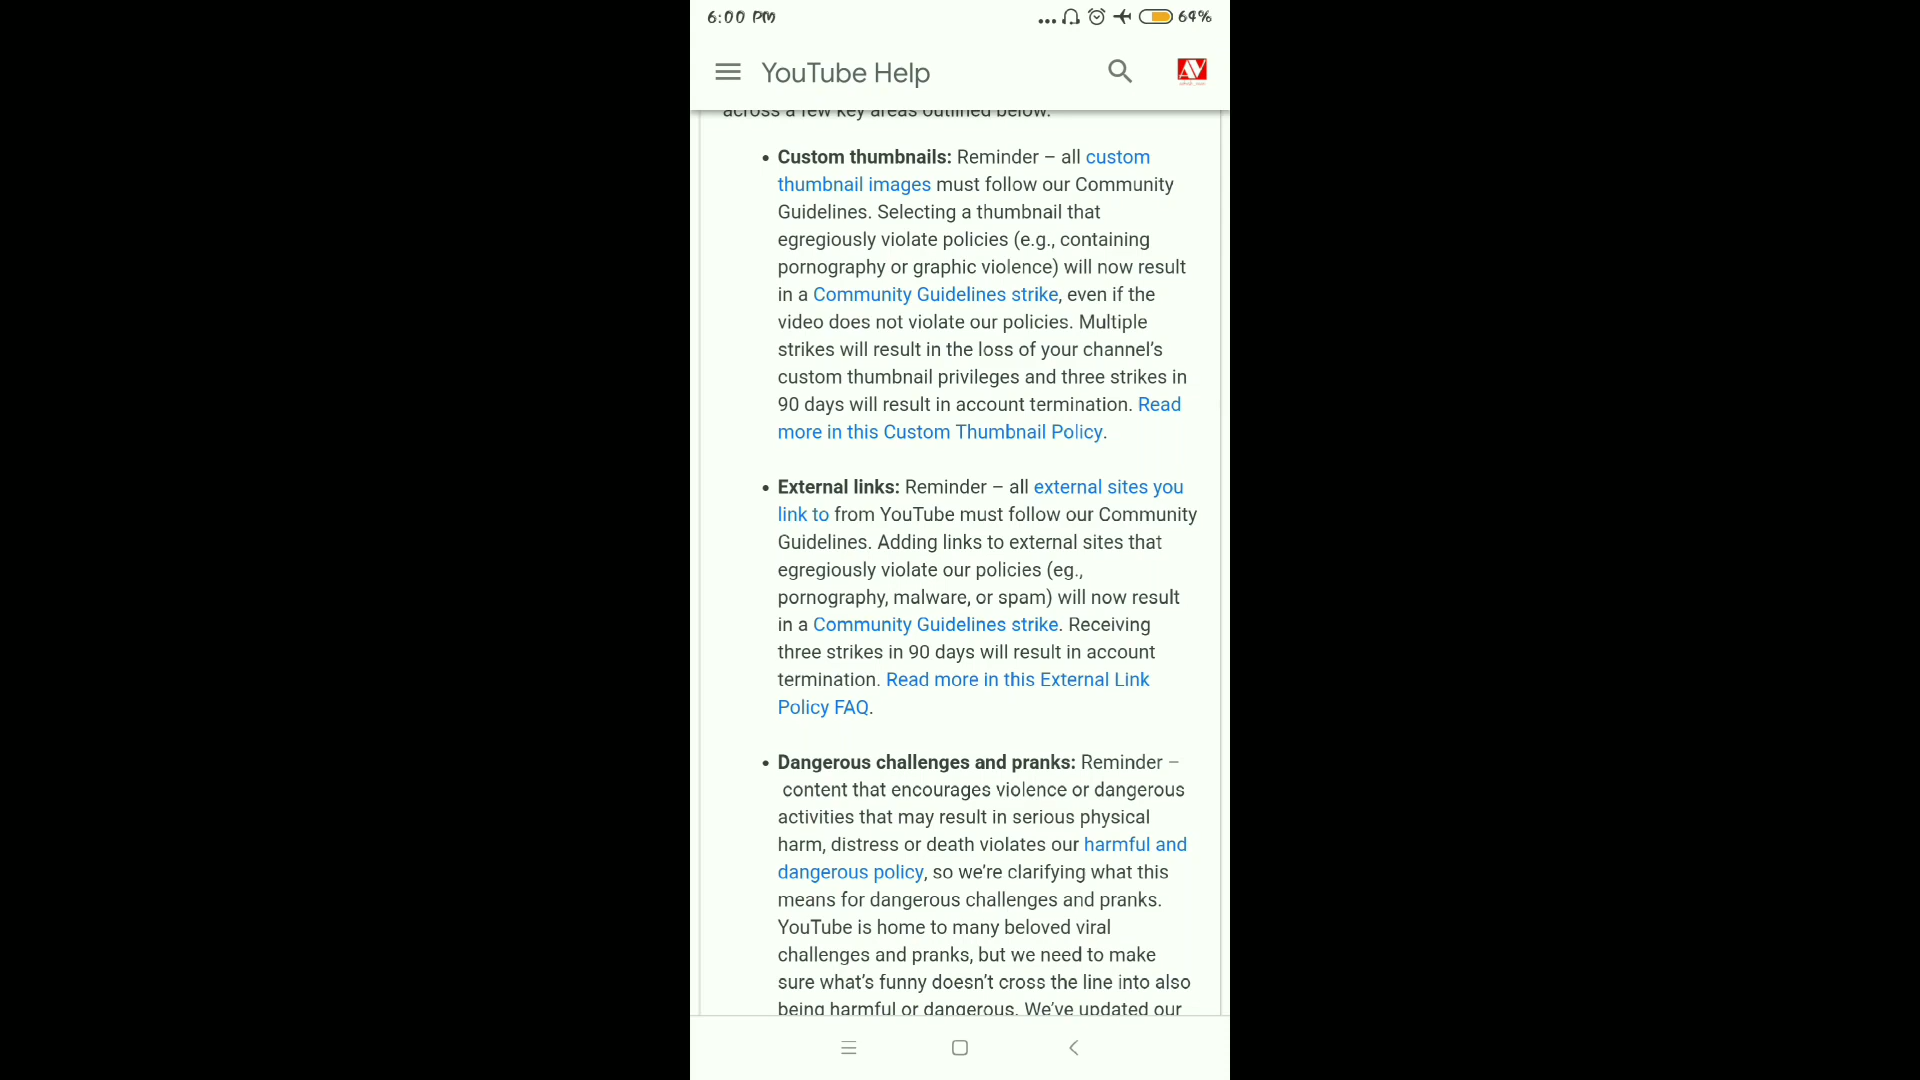 6:00 PM
69%
YouTube Help
AV
across a few key areas outlined below.
• Custom thumbnails: Reminder – all custom
thumbnail images must follow our Community
Guidelines. Selecting a thumbnail that
egregiously violate policies (e.g., containing
pornography or graphic violence) will now result
in a Community Guidelines strike, even if the
video does not violate our policies. Multiple
strikes will result in the loss of your channel’s
custom thumbnail privileges and three strikes in
90 days will result in account termination. Read
more in this Custom Thumbnail Policy.
• External links: Reminder – all external sites you
link to from YouTube must follow our Community
Guidelines. Adding links to external sites that
egregiously violate our policies (eg.,
pornography, malware, or spam) will now result
in a Community Guidelines strike. Receiving
three strikes in 90 days will result in account
termination. Read more in this External Link
Policy FAQ.
• Dangerous challenges and pranks: Reminder –
content that encourages violence or dangerous
activities that may result in serious physical
harm, distress or death violates our harmful and
dangerous policy, so we’re clarifying what this
means for dangerous challenges and pranks.
YouTube is home to many beloved viral
challenges and pranks, but we need to make
sure what’s funny doesn’t cross the line into also
being harmful or dangerous. We’ve updated our